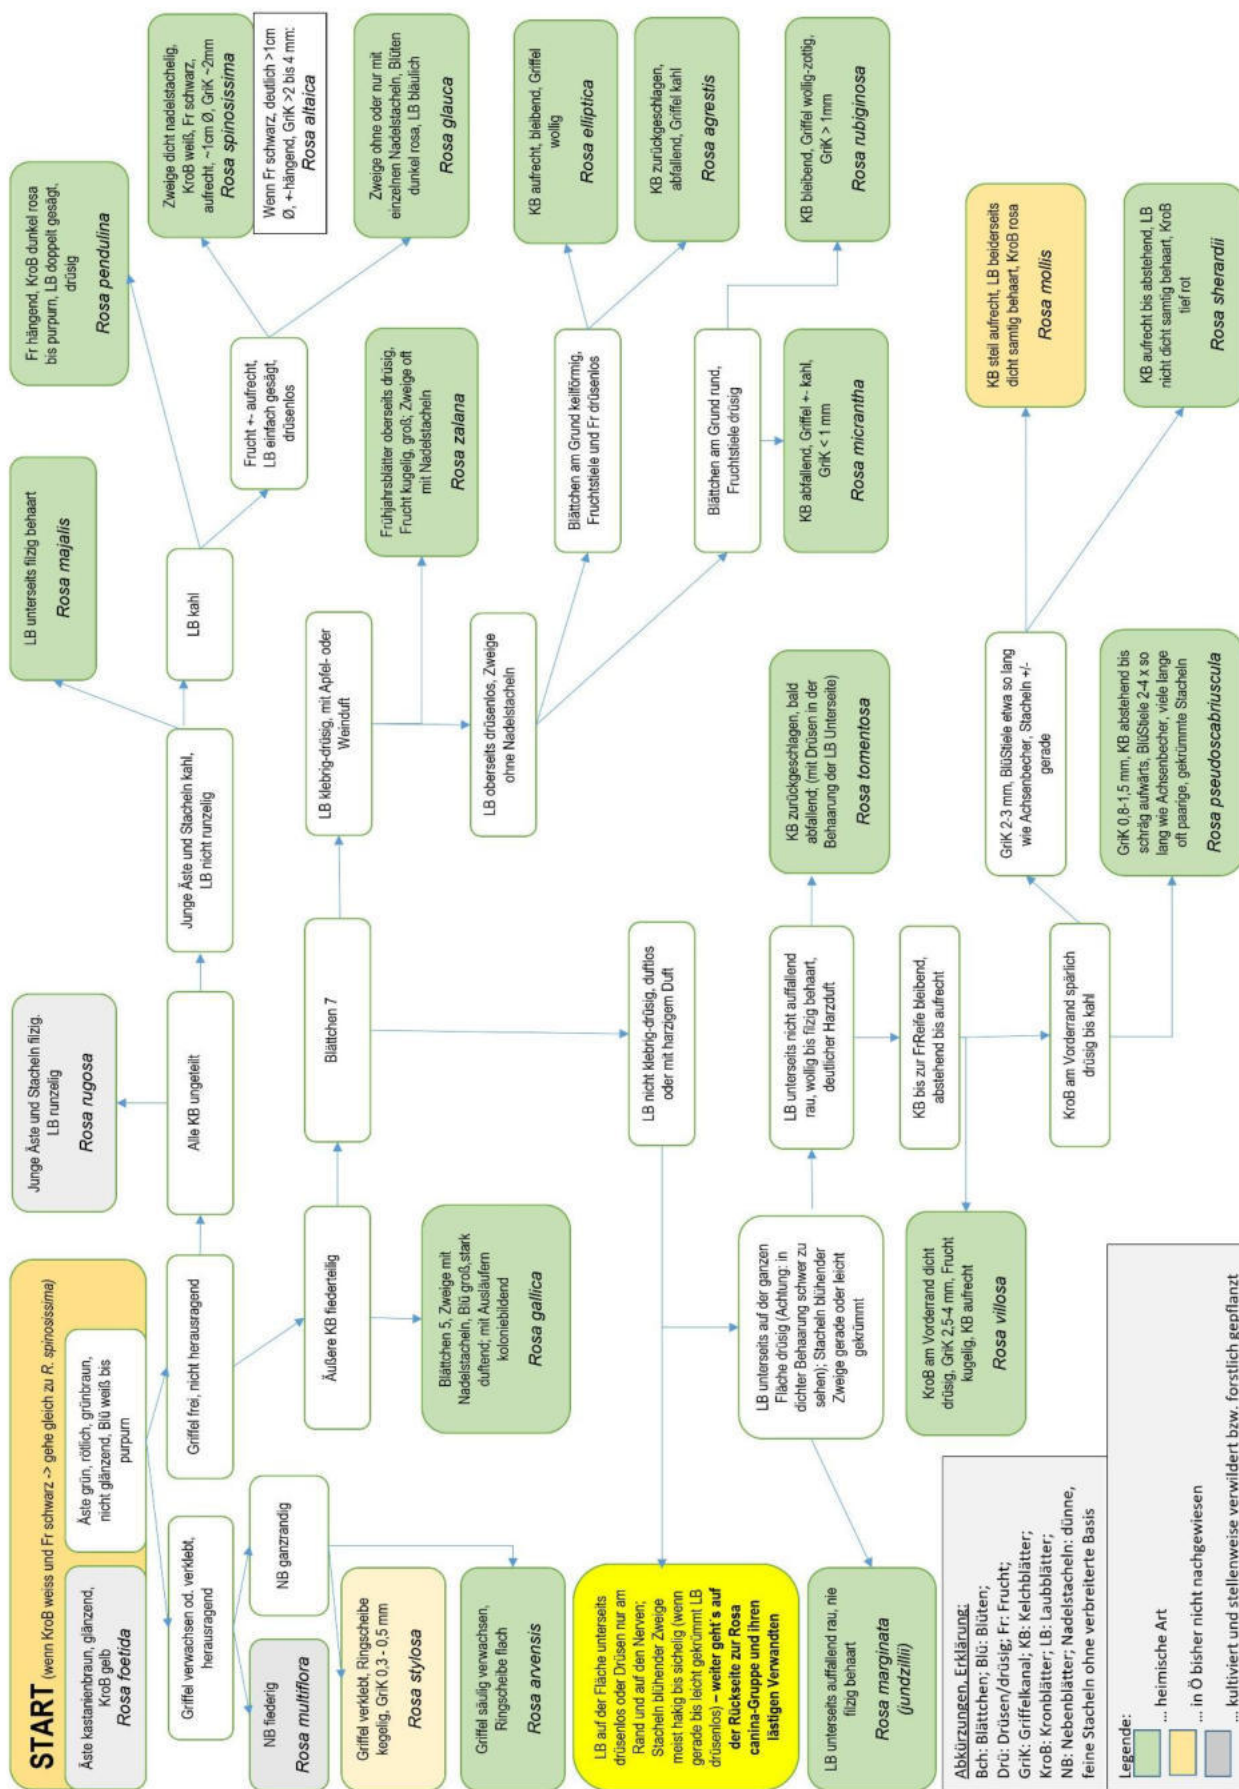 START (wenn KroB weiss und Fr schwarz -> gehe gleich zu R. spinosissima)
Äste kastanienbraun, glänzend,
KroB gelb
Rosa foetida
Äste grün, rötlich, grünbraun,
nicht glänzend, Blü weiß bis
purpurn
Griffel verwachsen od. verklebt,
herausragend
NB fiederig
Rosa multiflora
NB ganzrandig
Griffel verklebt, Ringscheibe
kegelig, GriK 0,3 - 0,5 mm
Rosa stylosa
Griffel säulig verwachsen,
Ringscheibe flach
Rosa arvensis
Griffel frei, nicht herausragend
Alle KB ungeteilt
Junge Äste und Stacheln filzig.
LB runzelig
Rosa rugosa
Junge Äste und Stacheln kahl,
LB nicht runzelig
LB unterseits filzig behaart
Rosa majalis
LB kahl
Fr hängend, KroB dunkel rosa
bis purpurn, LB doppelt gesägt,
drüsig
Rosa pendulina
Frucht +- aufrecht,
LB einfach gesägt,
drüsenlos
Zweige dicht nadelstachelig,
KroB weiß, Fr schwarz,
aufrecht, ~1cm Ø, GriK ~2mm
Rosa spinosissima
Wenn Fr schwarz, deutlich >1cm
Ø, +-hängend, GriK >2 bis 4 mm:
Rosa altaica
Zweige ohne oder nur mit
einzelnen Nadelstacheln, Blüten
dunkel rosa, LB bläulich
Rosa glauca
Äußere KB fiederteilig
Blättchen 5, Zweige mit
Nadelstacheln, Blü groß,stark
duftend; mit Ausläufern
koloniebildend
Rosa gallica
Blättchen 7
LB klebrig-drüsig, mit Apfel- oder
Weinduft
Frühjahrsblätter oberseits drüsig,
Frucht kugelig, groß; Zweige oft
mit Nadelstacheln
Rosa zalana
LB oberseits drüsenlos, Zweige
ohne Nadelstacheln
Blättchen am Grund keilförmig,
Fruchtstiele und Fr drüsenlos
KB aufrecht, bleibend, Griffel
wollig
Rosa elliptica
KB zurückgeschlagen,
abfallend, Griffel kahl
Rosa agrestis
Blättchen am Grund rund,
Fruchtstiele drüsig
KB bleibend, Griffel wollig-zottig,
GriK > 1mm
Rosa rubiginosa
KB abfallend, Griffel +- kahl,
GriK < 1 mm
Rosa micrantha
LB nicht klebrig-drüsig, duftlos
oder mit harzigem Duft
LB auf der Fläche unterseits
drüsenlos oder Drüsen nur am
Rand und auf den Nerven;
Stacheln blühender Zweige
meist hakig bis sichelig (wenn
gerade bis leicht gekrümmt LB
drüsenlos) – weiter geht´s auf
der Rückseite zur Rosa
canina-Gruppe und ihren
lästigen Verwandten
LB unterseits auf der ganzen
Fläche drüsig (Achtung: in
dichter Behaarung schwer zu
sehen); Stacheln blühender
Zweige gerade oder leicht
gekrümmt
LB unterseits auffallend rau, nie
filzig behaart
Rosa marginata
(jundzillii)
LB unterseits nicht auffallend
rau, wollig bis filzig behaart,
deutlicher Harzduft
KB zurückgeschlagen, bald
abfallend; (mit Drüsen in der
Behaarung der LB Unterseite)
Rosa tomentosa
KB bis zur FrReife bleibend,
abstehend bis aufrecht
KroB am Vorderrand dicht
drüsig, GriK 2,5-4 mm, Frucht
kugelig, KB aufrecht
Rosa villosa
KroB am Vorderrand spärlich
drüsig bis kahl
GriK 2-3 mm, BlüStiele etwa so lang
wie Achsenbecher, Stacheln +/-
gerade
KB steil aufrecht, LB beiderseits
dicht samtig behaart, KroB rosa
Rosa mollis
KB aufrecht bis abstehend, LB
nicht dicht samtig behaart, KroB
tief rot
Rosa sherardii
GriK 0,8-1,5 mm, KB abstehend bis
schräg aufwärts, BlüStiele 2-4 x so
lang wie Achsenbecher, viele lange
oft paarige, gekrümmte Stacheln
Rosa pseudoscabriuscula
Abkürzungen, Erklärung:
Bch: Blättchen; Blü: Blüten;
Drü: Drüsen/drüsig; Fr: Frucht;
GriK: Griffelkanal; KB: Kelchblätter;
KroB: Kronblätter; LB: Laubblätter;
NB: Nebenblätter; Nadelstacheln: dünne,
feine Stacheln ohne verbreiterte Basis
Legende:
... heimische Art
... in Ö bisher nicht nachgewiesen
... kultiviert und stellenweise verwildert bzw. forstlich gepflanzt